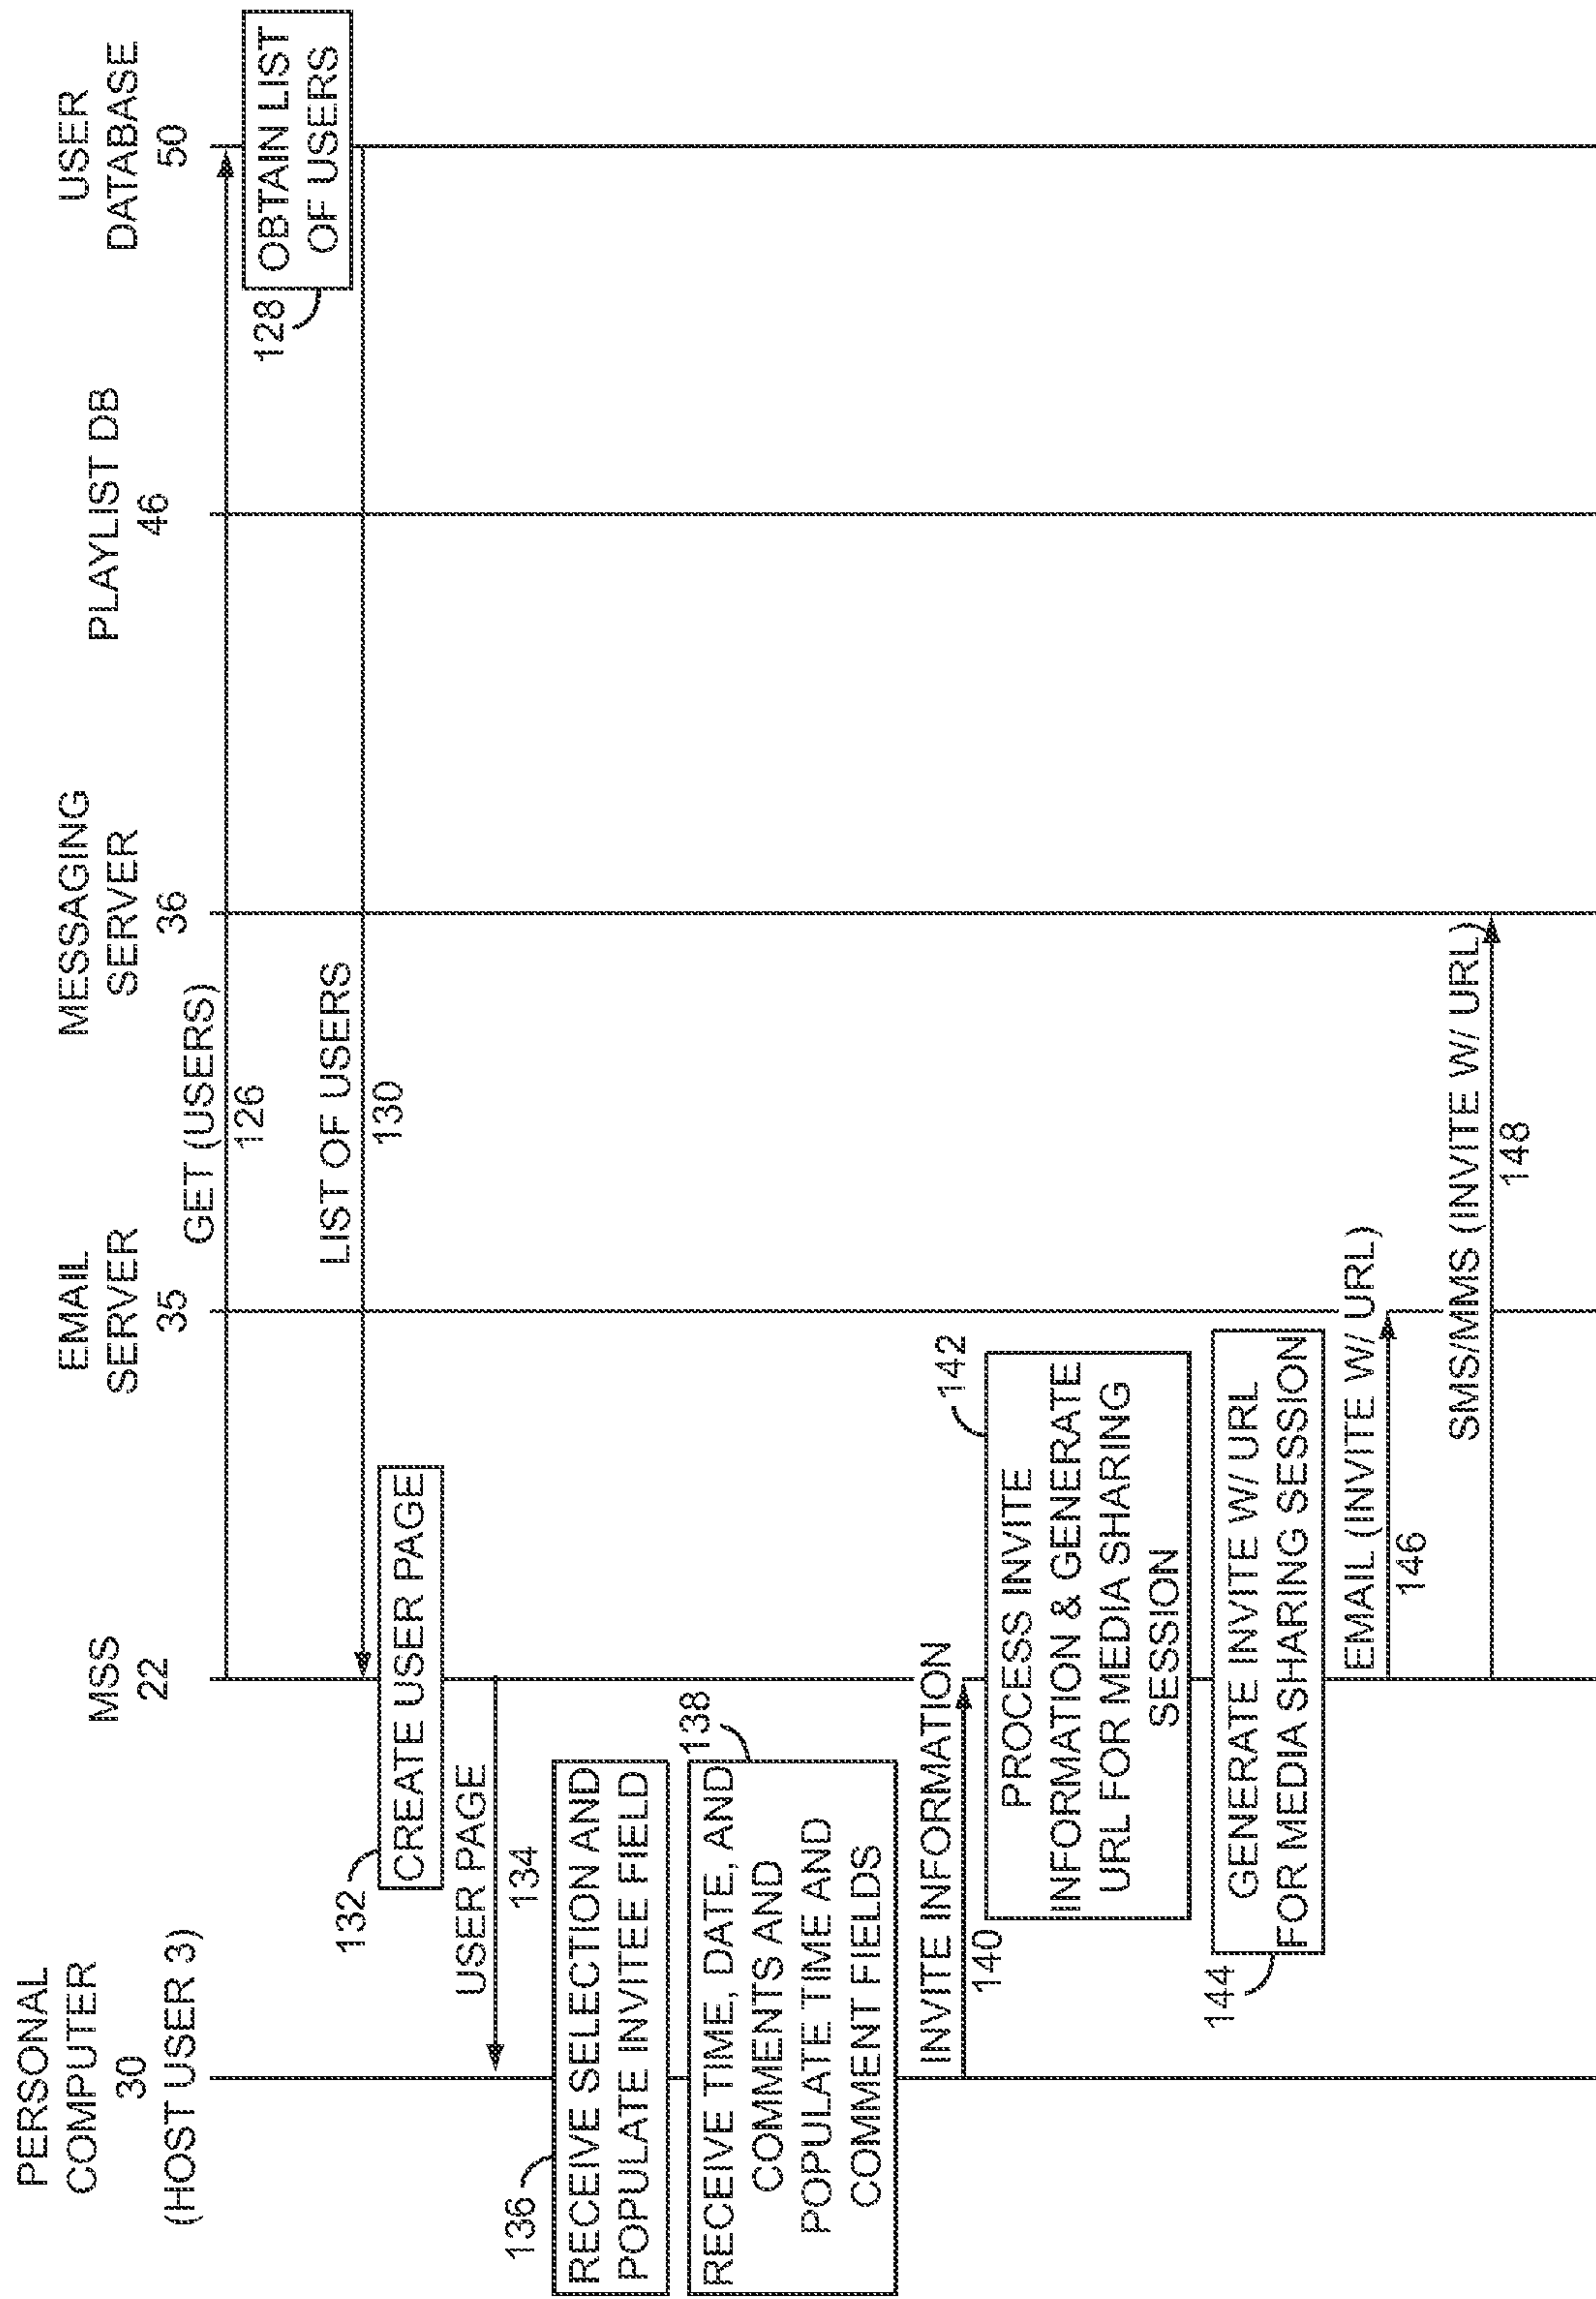 PERSONAL
COMPUTER
30
(HOST USER 3)
MSS
22
EMAIL
SERVER
35
MESSAGING
SERVER
36
PLAYLIST DB
46
USER
DATABASE
50
GET (USERS)
126
128
OBTAIN LIST
OF USERS
LIST OF USERS
130
132
CREATE USER PAGE
USER PAGE
134
136
RECEIVE SELECTION AND
POPULATE INVITEE FIELD
138
RECEIVE TIME, DATE, AND
COMMENTS AND
POPULATE TIME AND
COMMENT FIELDS
INVITE INFORMATION
140
142
PROCESS INVITE
INFORMATION & GENERATE
URL FOR MEDIA SHARING
SESSION
144
GENERATE INVITE W/ URL
FOR MEDIA SHARING SESSION
EMAIL (INVITE W/ URL)
146
SMS/MMS (INVITE W/ URL)
148